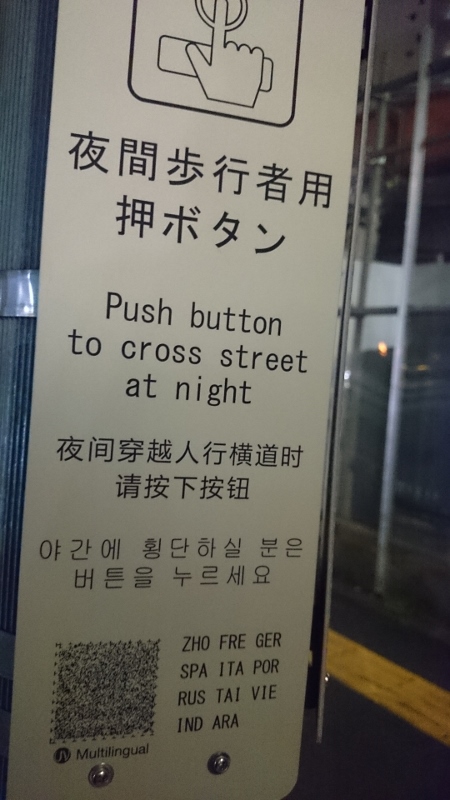 夜間歩行者用
押ボタン
Push button
to cross street
at night
夜间穿越人行横道时
请按下按钮
야간에 횡단하실 분은
버튼을 누르세요
ZHO FRE GER
SPA ITA POR
RUS TAI VIE
IND ARA
Multilingual